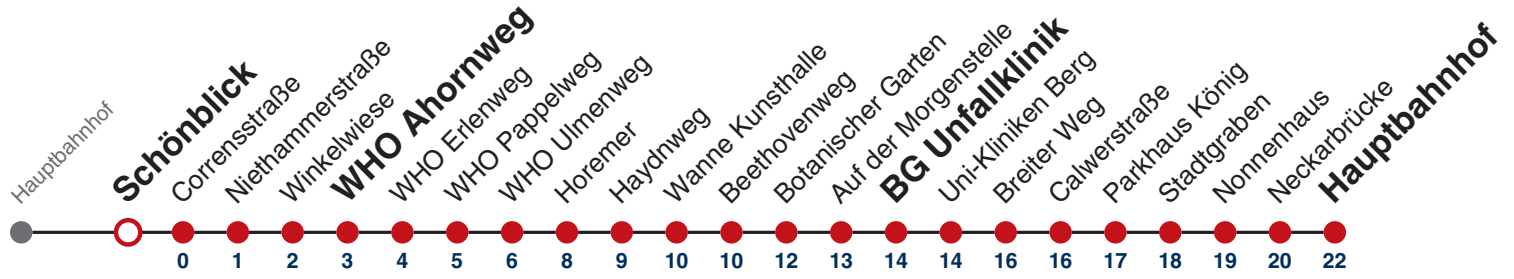 Hauptbahnhof
Schönblick
Corrensstraße
Niethammerstraße
Winkelwiese
WHO Ahornweg
WHO Erlenweg
WHO Pappelweg
WHO Ulmenweg
Horemer
Haydnweg
Wanne Kunsthalle
Beethovenweg
Botanischer Garten
Auf der Morgenstelle
BG Unfallklinik
Uni-Kliniken Berg
Breiter Weg
Calwerstraße
Parkhaus König
Stadtgraben
Nonnenhaus
Neckarbrücke
Hauptbahnhof
0 1 2 3 4 5 6 8 9 10 10 12 13 14 14 16 16 17 18 19 20 22